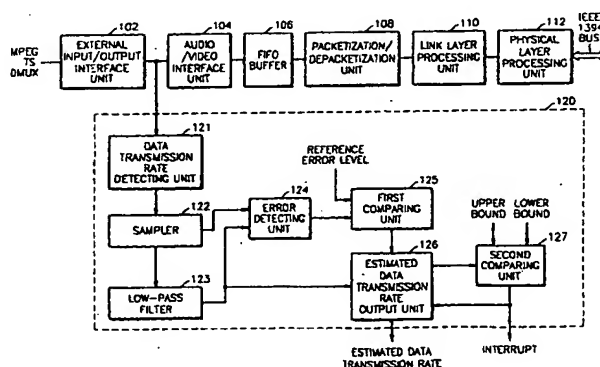 102
104
106
108
110
112
MPEG
TS
DMUX
EXTERNAL
INPUT/OUTPUT
INTERFACE
UNIT
AUDIO
/VIDEO
INTERFACE
UNIT
FIFO
BUFFER
PACKETIZATION/
DEPACKETIZATION
UNIT
LINK LAYER
PROCESSING
UNIT
PHYSICAL
LAYER
PROCESSING
UNIT
IEEE
1394
BUS
120
121
DATA
TRANSMISSION
RATE
DETECTING UNIT
REFERENCE
ERROR LEVEL
122
SAMPLER
124
ERROR
DETECTING
UNIT
125
FIRST
COMPARING
UNIT
UPPER
BOUND
LOWER
BOUND
123
LOW-PASS
FILTER
126
ESTIMATED
DATA
TRANSMISSION
RATE
OUTPUT UNIT
127
SECOND
COMPARING
UNIT
ESTIMATED DATA
TRANSMISSION RATE
INTERRUPT